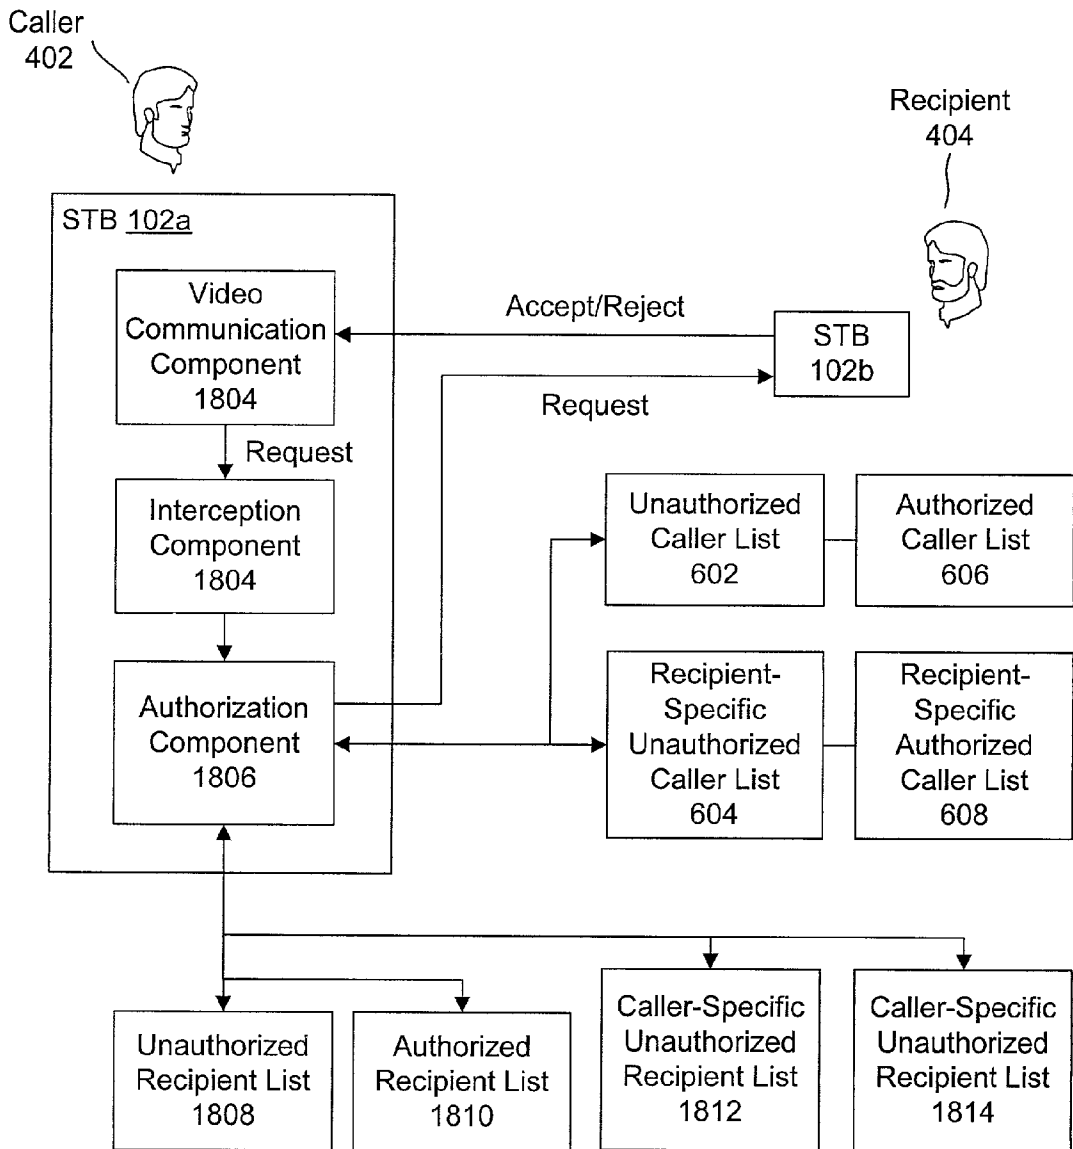 Caller
402
Recipient
404
STB 102a
Video
Communication
Component
1804
Accept/Reject
STB
102b
Request
Request
Interception
Component
1804
Unauthorized
Caller List
602
Authorized
Caller List
606
Authorization
Component
1806
Recipient-
Specific
Unauthorized
Caller List
604
Recipient-
Specific
Authorized
Caller List
608
Unauthorized
Recipient List
1808
Authorized
Recipient List
1810
Caller-Specific
Unauthorized
Recipient List
1812
Caller-Specific
Unauthorized
Recipient List
1814